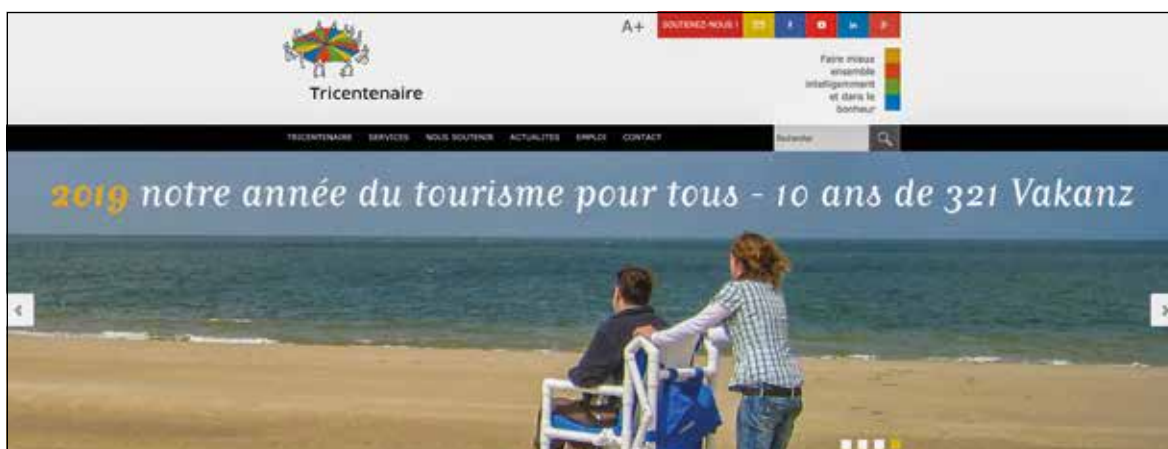 A+ SOUTENEZ-NOUS !
Tricentenaire
Faire mieux
ensemble
intelligemment
et dans le
bonheur
TRICENTENAIRE SERVICES NOUS SOUTENIR ACTUALITES EMPLOI CONTACT
Rechercher
2019 notre année du tourisme pour tous - 10 ans de 321 Vakanz